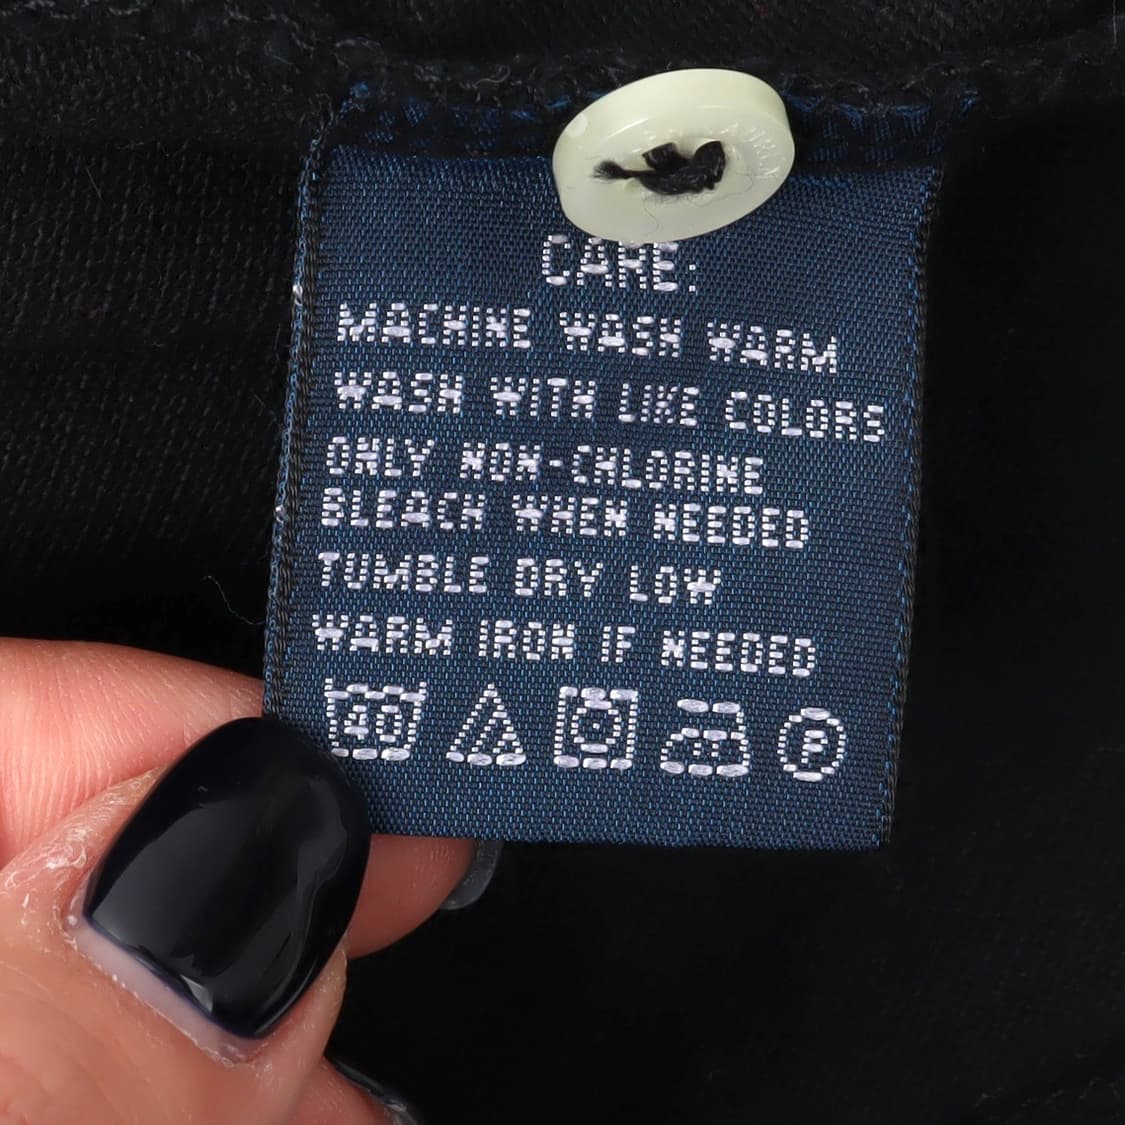 CARE:
MACHINE WASH WARM
WASH WITH LIKE COLORS
ONLY NON-CHLORINE
BLEACH WHEN NEEDED
TUMBLE DRY LOW
WARM IRON IF NEEDED
40
P